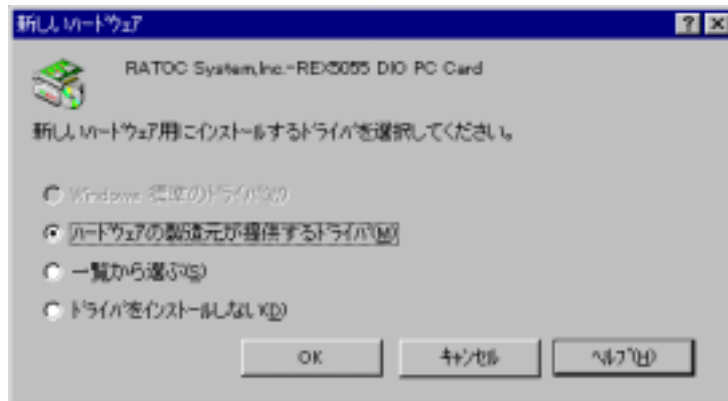 新しいハードウェア
RATOC System,Inc.-REX5055 DIO PC Card
新しいハードウェア用にインストールするドライバを選択してください。
Windows 標準のドライバ(W)
ハードウェアの製造元が提供するドライバ(M)
一覧から選ぶ(S)
ドライバをインストールしない(D)
OK
キャンセル
ヘルプ(H)